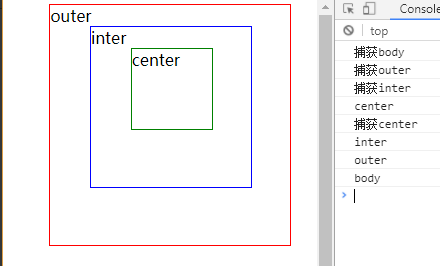 outer
inter
center
Console
top
捕获body
捕获outer
捕获inter
center
捕获center
inter
outer
body